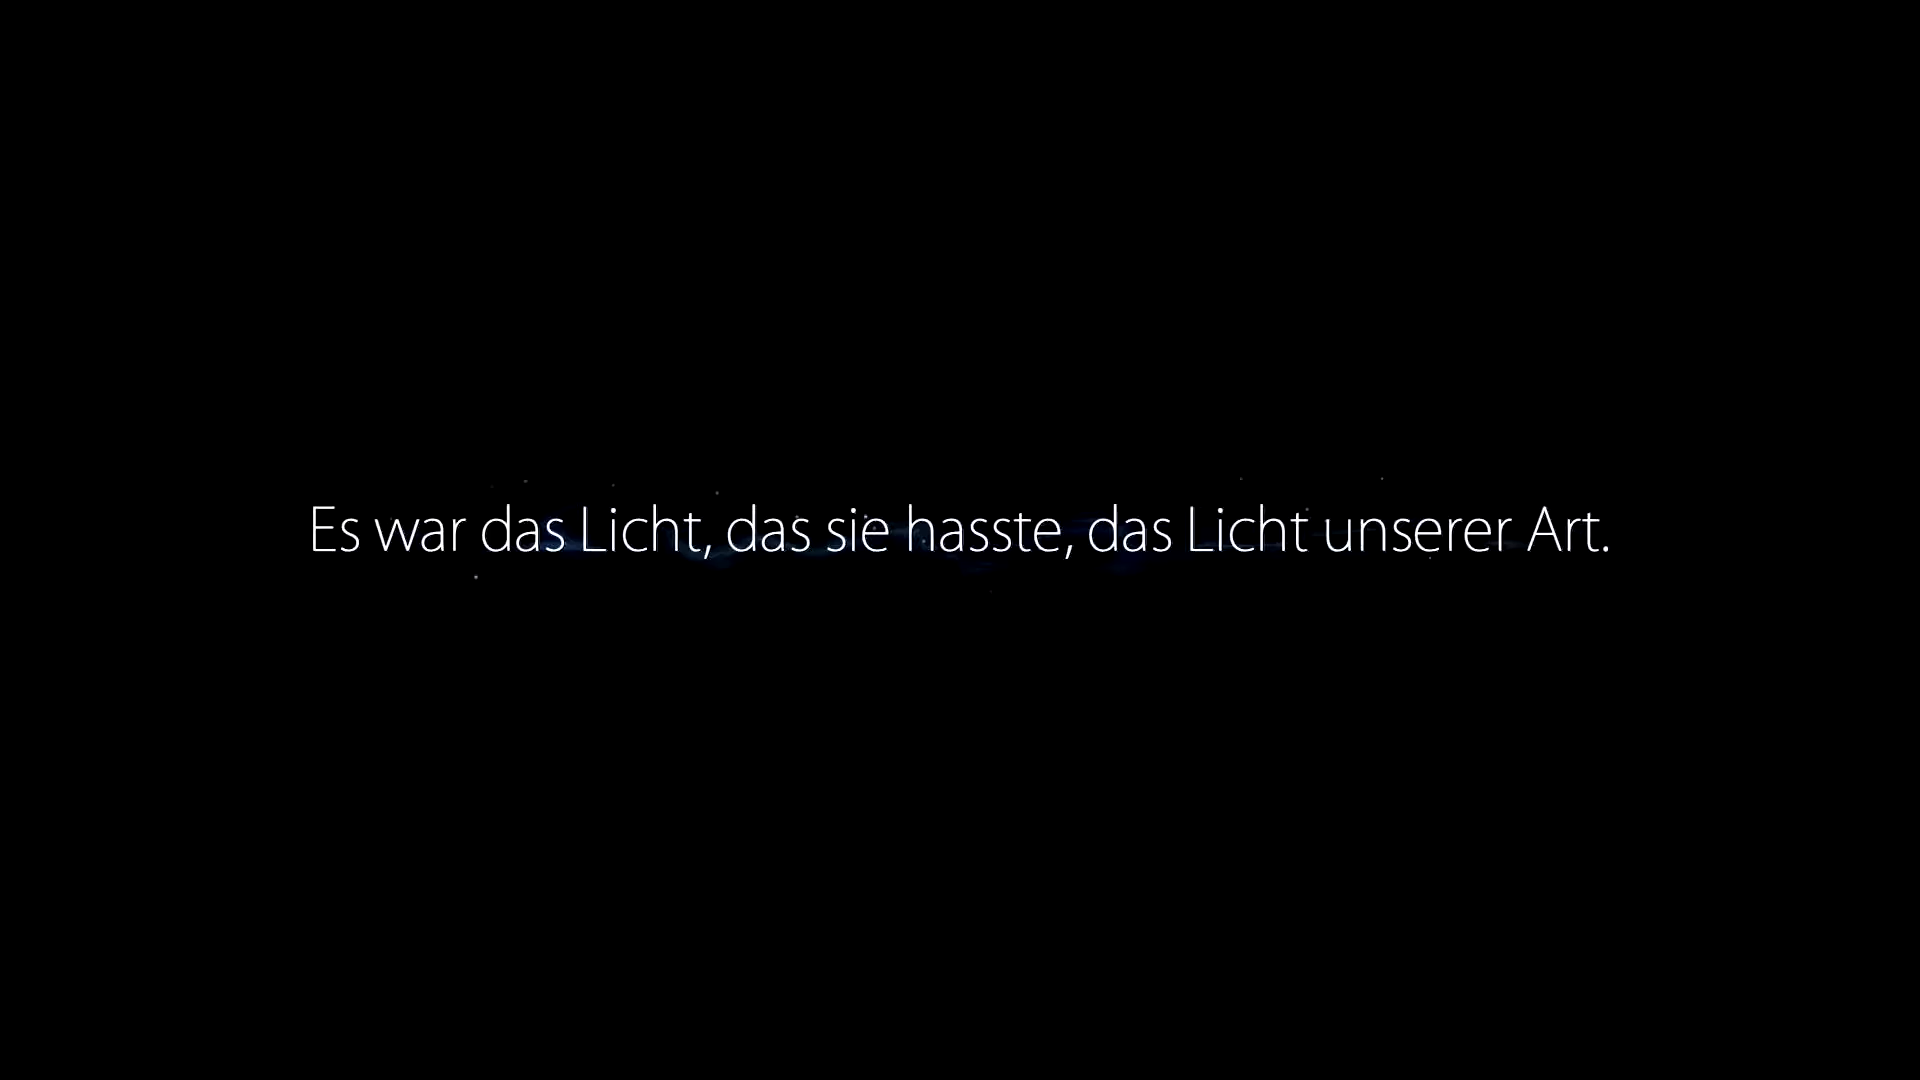 Es war das Licht, das sie hasste, das Licht unserer Art.